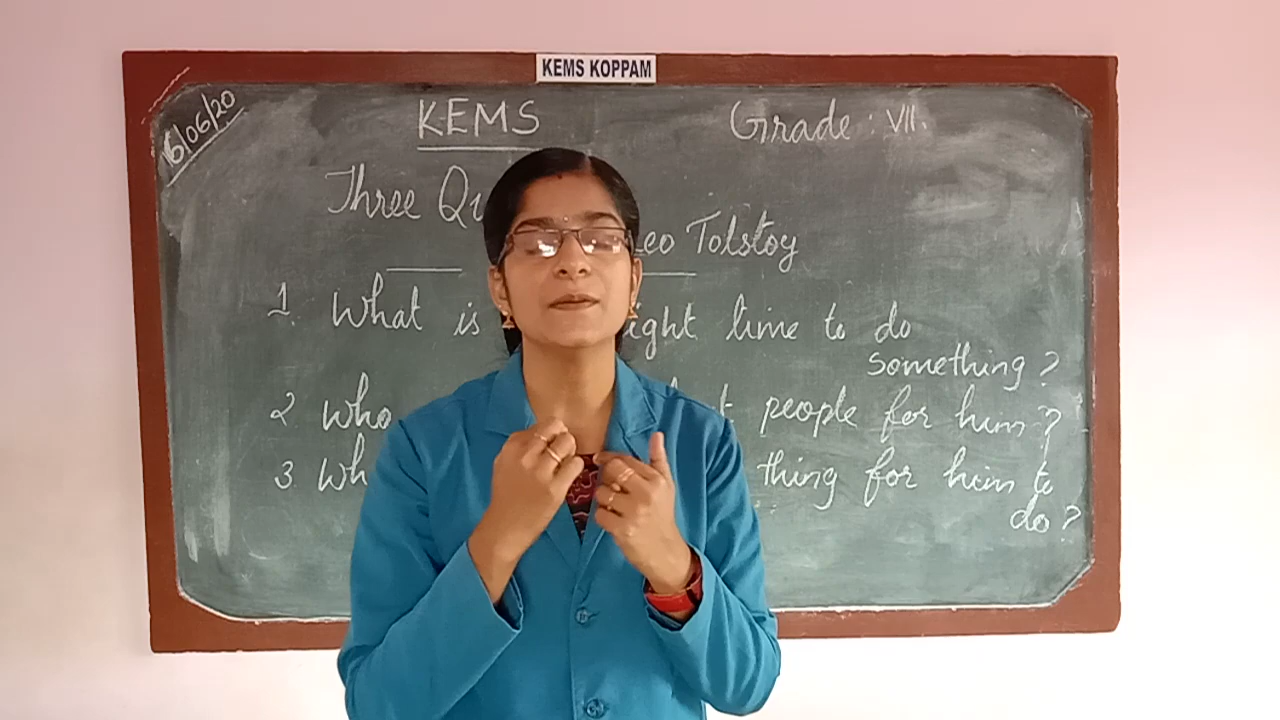 KEMS KOPPAM
16/06/20
KEMS
Grade : VII.
Three Qu
Leo Tolstoy
1. What is ight time to do
something ?
2 Who t people for him ?
3 Wh thing for him to
do ?